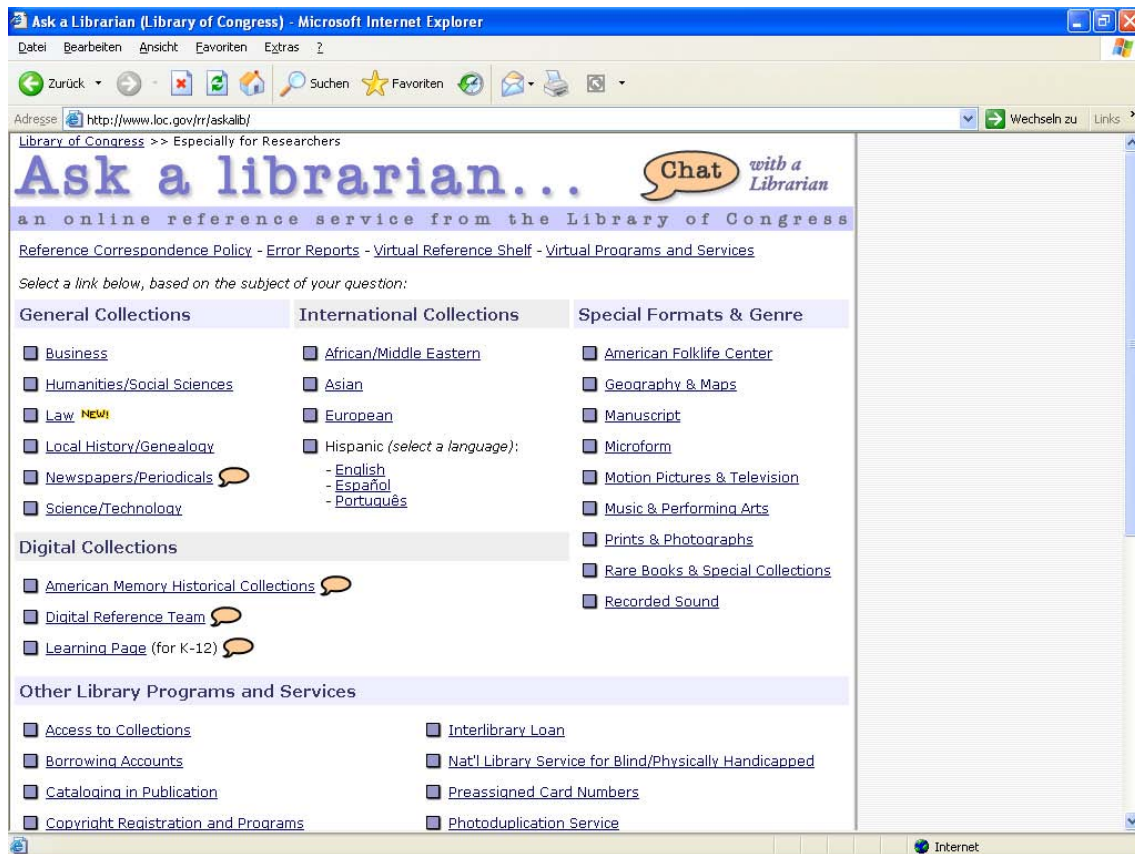 Ask a Librarian (Library of Congress) - Microsoft Internet Explorer
Datei Bearbeiten Ansicht Favoriten Extras ?
Zurück Suchen Favoriten
Adresse http://www.loc.gov/rr/askalib/ Wechseln zu Links
Library of Congress >> Especially for Researchers
Ask a librarian...
Chat with a Librarian
an online reference service from the Library of Congress
Reference Correspondence Policy - Error Reports - Virtual Reference Shelf - Virtual Programs and Services
Select a link below, based on the subject of your question:
General Collections
Business
Humanities/Social Sciences
Law NEW!
Local History/Genealogy
Newspapers/Periodicals
Science/Technology
International Collections
African/Middle Eastern
Asian
European
Hispanic (select a language):
- English
- Español
- Português
Special Formats & Genre
American Folklife Center
Geography & Maps
Manuscript
Microform
Motion Pictures & Television
Music & Performing Arts
Prints & Photographs
Rare Books & Special Collections
Recorded Sound
Digital Collections
American Memory Historical Collections
Digital Reference Team
Learning Page (for K-12)
Other Library Programs and Services
Access to Collections
Borrowing Accounts
Cataloging in Publication
Copyright Registration and Programs
Interlibrary Loan
Nat'l Library Service for Blind/Physically Handicapped
Preassigned Card Numbers
Photoduplication Service
Internet